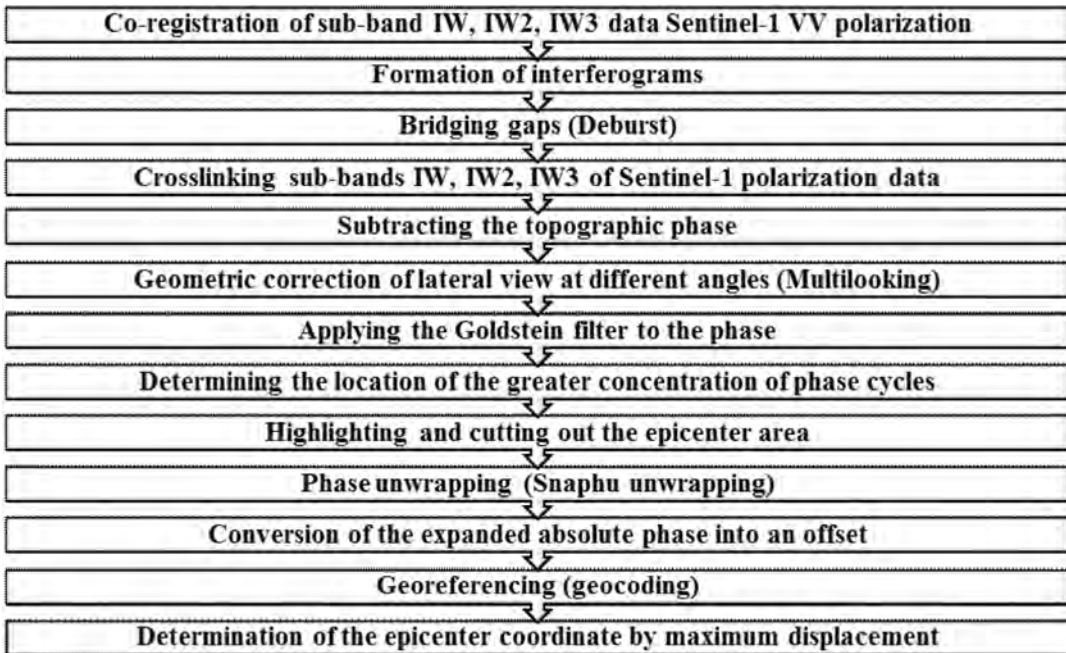 Co-registration of sub-band IW, IW2, IW3 data Sentinel-1 VV polarization
Formation of interferograms
Bridging gaps (Deburst)
Crosslinking sub-bands IW, IW2, IW3 of Sentinel-1 polarization data
Subtracting the topographic phase
Geometric correction of lateral view at different angles (Multilooking)
Applying the Goldstein filter to the phase
Determining the location of the greater concentration of phase cycles
Highlighting and cutting out the epicenter area
Phase unwrapping (Snaphu unwrapping)
Conversion of the expanded absolute phase into an offset
Georeferencing (geocoding)
Determination of the epicenter coordinate by maximum displacement